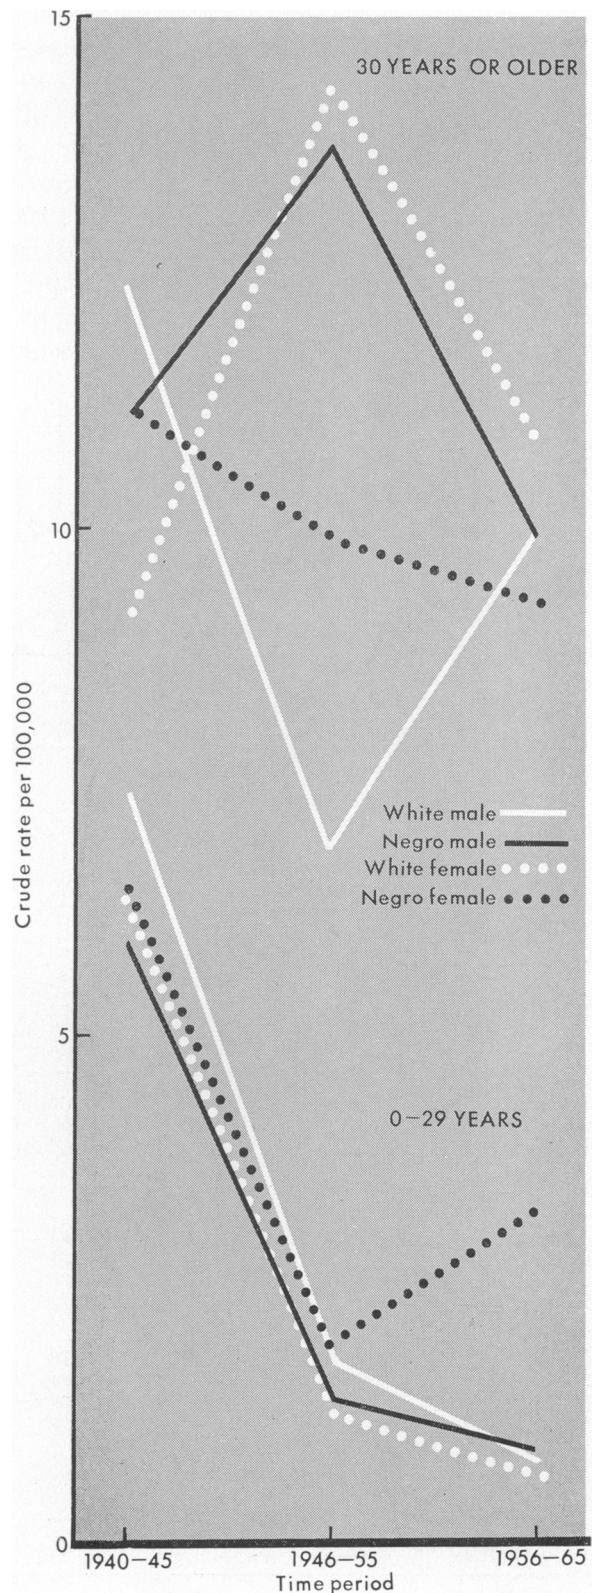 15
30 YEARS OR OLDER
10
Crude rate per 100,000
White male
Negro male
White female
Negro female
5
0–29 YEARS
0
1940–45 1946–55 1956–65
Time period